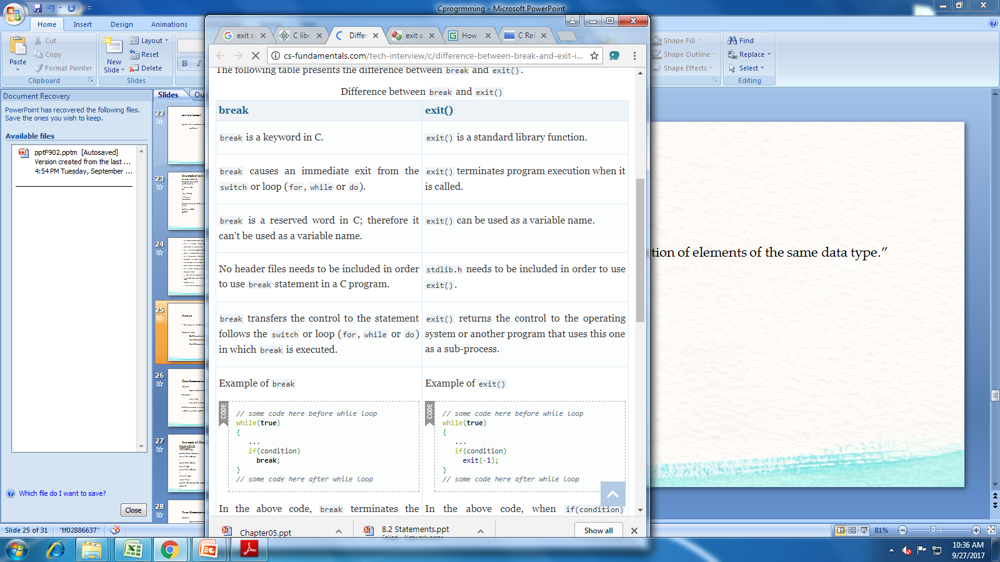 Cprogrmming - Microsoft PowerPoint
Home
Insert
Design
Animations
Paste
Cut
Copy
Format Painter
Clipboard
New
Slide
Layout
Reset
Delete
Slides
B I
Shape Fill
Shape Outline
Shape Effects
Find
Replace
Select
Editing
Document Recovery
PowerPoint has recovered the following files.
Save the ones you wish to keep.
Available files
pptF902.pptm [Autosaved]
Version created from the last ...
4:54 PM Tuesday, September ...
Which file do I want to save?
Close
Slides
Ou
22
23
24
25
Arrays
26
27
28
exit s
C libr
Differ
exit a
How
C Ref
cs-fundamentals.com/tech-interview/c/difference-between-break-and-exit-i...
The following table presents the difference between break and exit().
Difference between break and exit()
break
exit()
break is a keyword in C.
exit() is a standard library function.
break causes an immediate exit from the
switch or loop (for, while or do).
exit() terminates program execution when it
is called.
break is a reserved word in C; therefore it
can't be used as a variable name.
exit() can be used as a variable name.
No header files needs to be included in order
to use break statement in a C program.
stdlib.h needs to be included in order to use
exit().
break transfers the control to the statement
follows the switch or loop (for, while or do)
in which break is executed.
exit() returns the control to the operating
system or another program that uses this one
as a sub-process.
Example of break
CODE
// some code here before while loop
while(true)
{
...
if(condition)
break;
}
// some code here after while loop
Example of exit()
CODE
// some code here before while loop
while(true)
{
...
if(condition)
exit(-1);
}
// some code here after while loop
In the above code, break terminates the
In the above code, when if(condition)
Chapter05.ppt
8.2 Statements.ppt
Show all
tion of elements of the same data type.”
Slide 25 of 31
"tf02886637"
81%
10:36 AM
9/27/2017